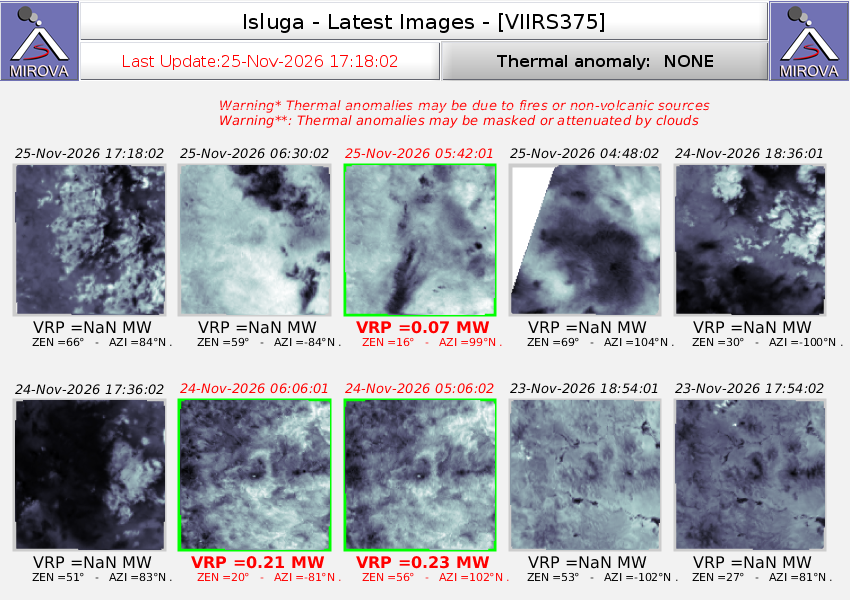 Isluga - Latest Images - [VIIRS375]
MIROVA
Last Update:25-Nov-2026 17:18:02
Thermal anomaly: NONE
MIROVA
Warning* Thermal anomalies may be due to fires or non-volcanic sources
Warning**: Thermal anomalies may be masked or attenuated by clouds
25-Nov-2026 17:18:02 25-Nov-2026 06:30:02 25-Nov-2026 05:42:01 25-Nov-2026 04:48:02 24-Nov-2026 18:36:01
VRP =NaN MW VRP =NaN MW VRP =0.07 MW VRP =NaN MW VRP =NaN MW
ZEN =66° - AZI =84°N . ZEN =59° - AZI =-84°N . ZEN =16° - AZI =99°N . ZEN =69° - AZI =104°N . ZEN =30° - AZI =-100°N .
24-Nov-2026 17:36:02 24-Nov-2026 06:06:01 24-Nov-2026 05:06:02 23-Nov-2026 18:54:01 23-Nov-2026 17:54:02
VRP =NaN MW VRP =0.21 MW VRP =0.23 MW VRP =NaN MW VRP =NaN MW
ZEN =51° - AZI =83°N . ZEN =20° - AZI =-81°N . ZEN =56° - AZI =102°N . ZEN =53° - AZI =-102°N . ZEN =27° - AZI =81°N .